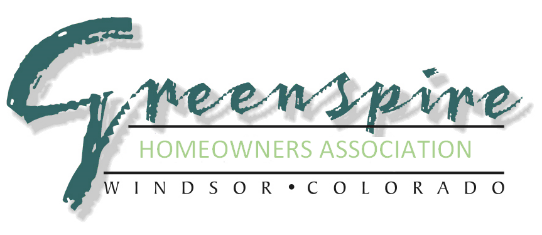 Greenspire
HOMEOWNERS ASSOCIATION
WINDSOR•COLORADO